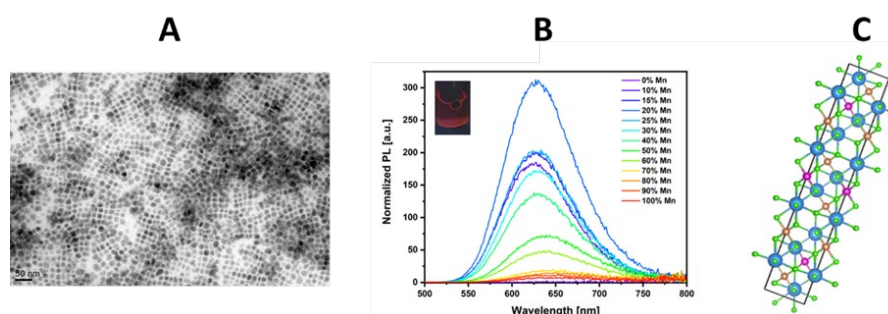 A
B
C
50 nm
Normalized PL [a.u.]
300
250
200
150
100
50
0
500
550
600
650
700
750
800
Wavelength [nm]
0% Mn
10% Mn
15% Mn
20% Mn
25% Mn
30% Mn
40% Mn
50% Mn
60% Mn
70% Mn
80% Mn
90% Mn
100% Mn